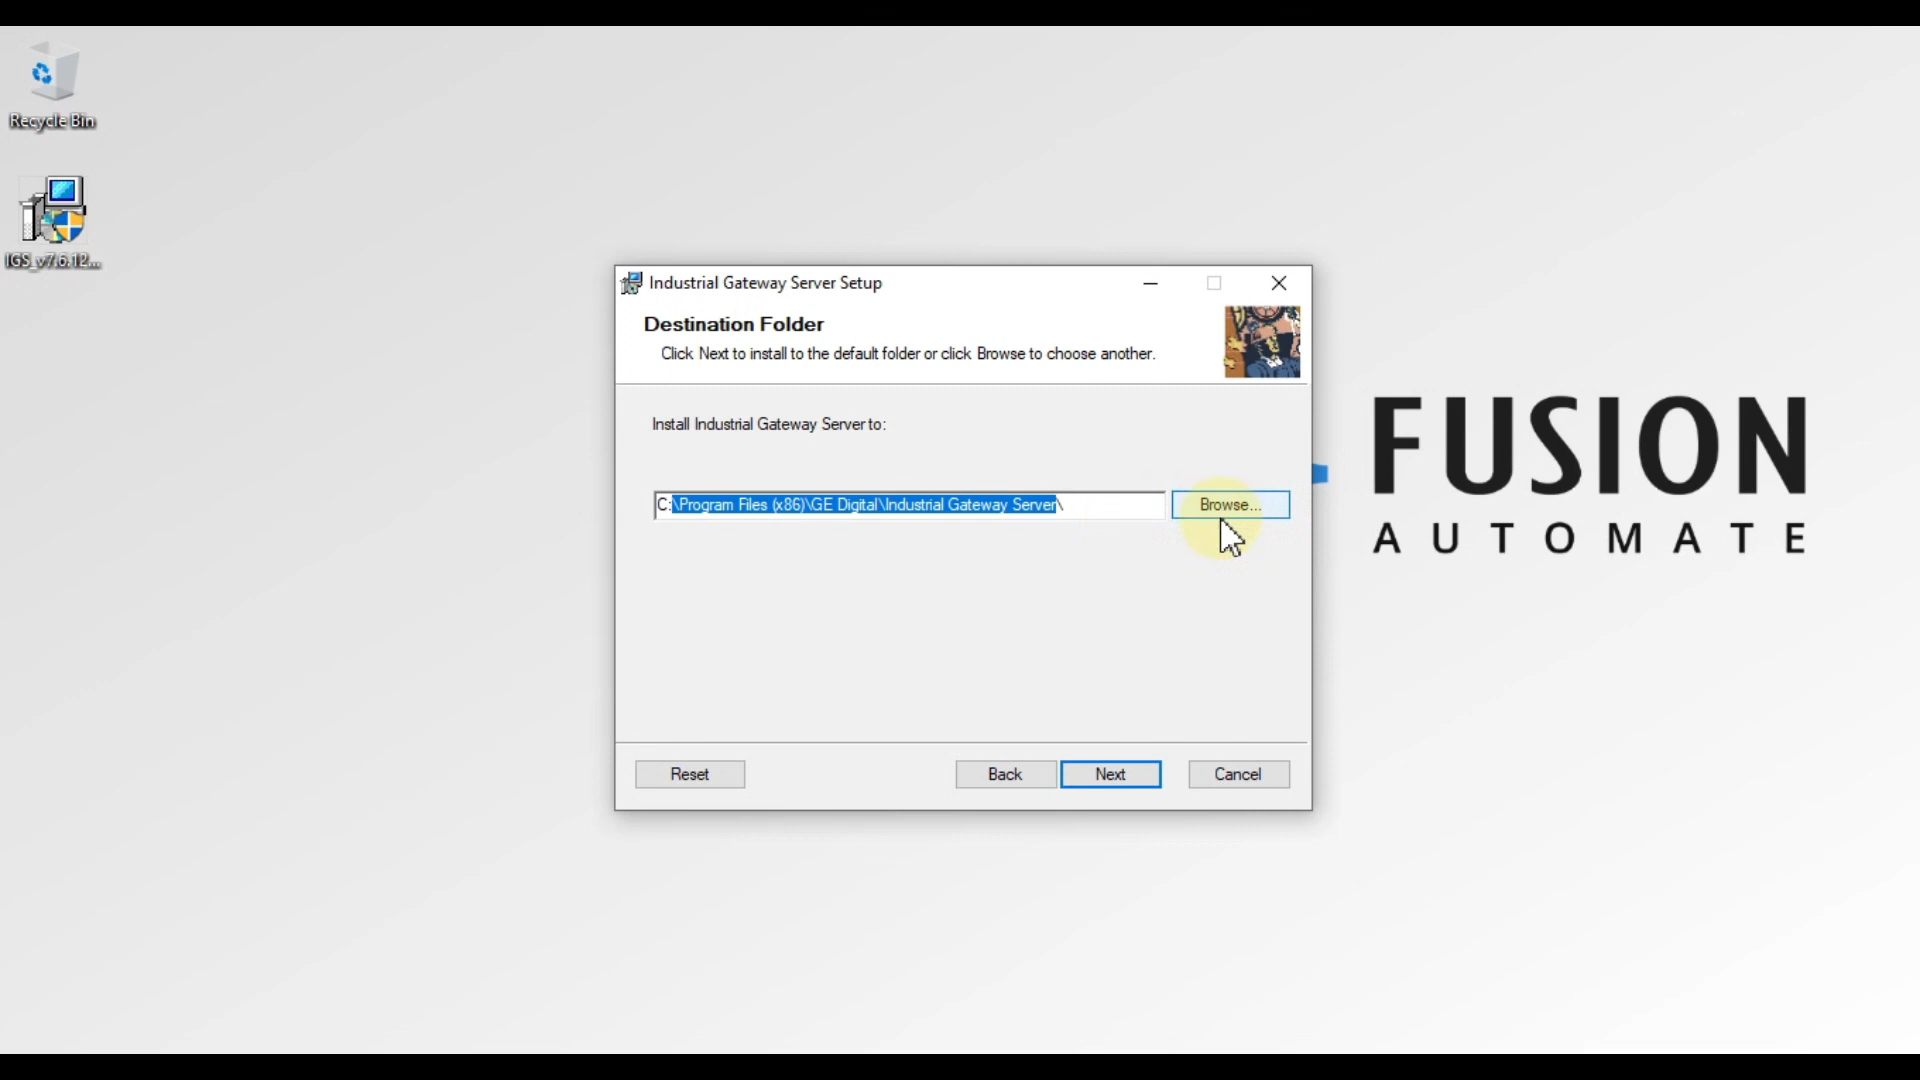 Recycle Bin
IGS_v7.6.12...
Industrial Gateway Server Setup
Destination Folder
Click Next to install to the default folder or click Browse to choose another.
Install Industrial Gateway Server to:
C:\Program Files (x86)\GE Digital\Industrial Gateway Server\
Browse...
Reset
Back
Next
Cancel
FUSION
AUTOMATE